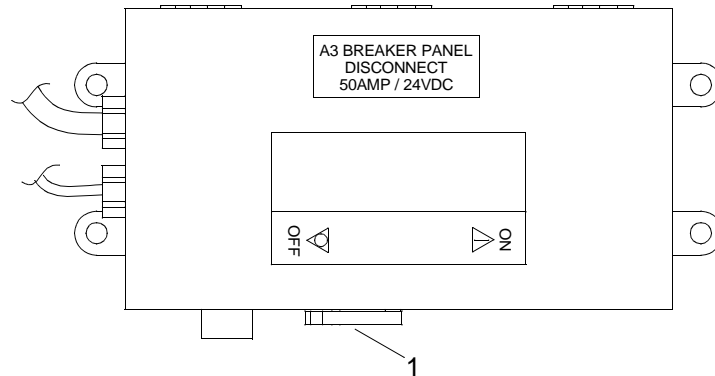 A3 BREAKER PANEL
DISCONNECT
50AMP / 24VDC
OFF
ON
1